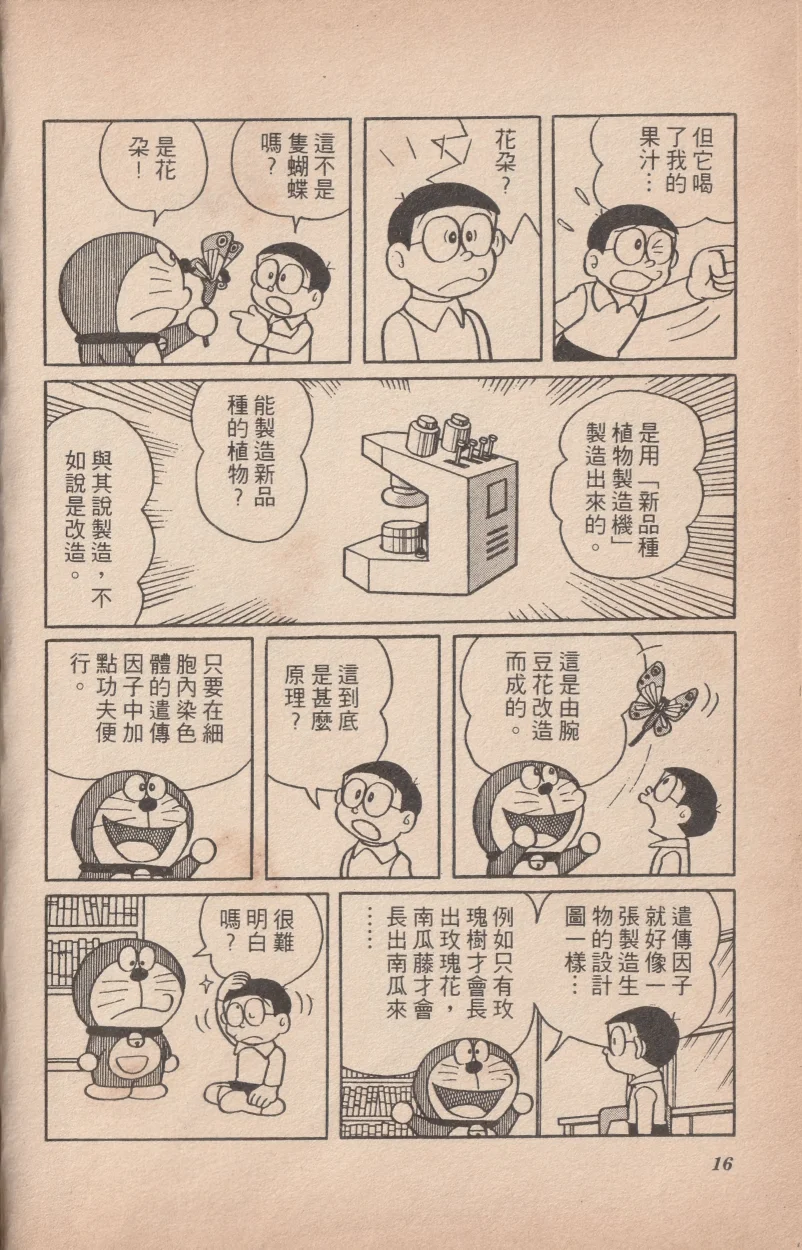 但它喝
了我的
果汁…
花朶?
這不是
隻蝴蝶
嗎?
是花
朶!
是用「新品種
植物製造機」
製造出來的。
能製造新品
種的植物?
與其說製造,不
如說是改造。
這是由腕
豆花改造
而成的。
這到底
是甚麼
原理?
只要在細
胞內染色
體的遺傳
因子中加
點功夫便
行。
遺傳因子
就好像一
張製造生
物的設計
圖一樣…
例如只有玫
瑰樹才會長
出玫瑰花,
南瓜藤才會
長出南瓜來
……
很難
明白
嗎?
16